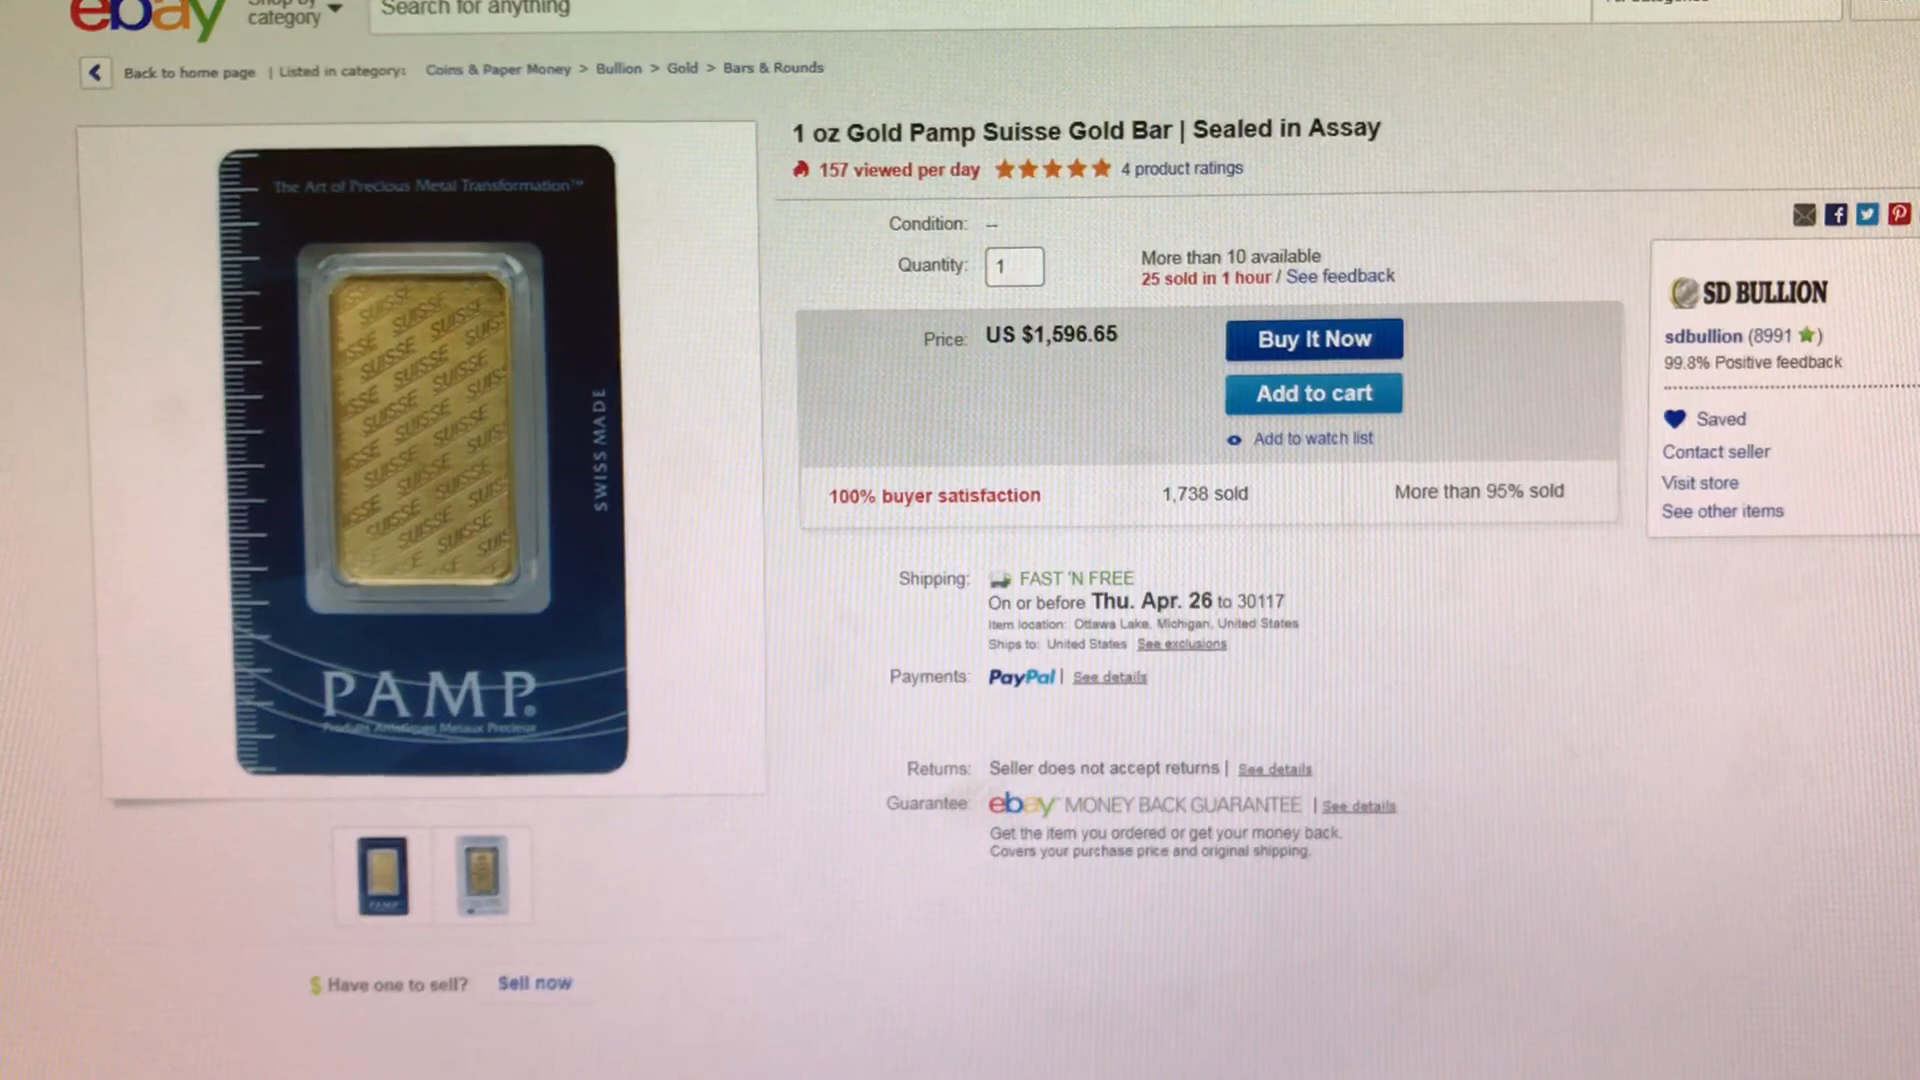 ebay
category
Search for anything
Back to home page | Listed in category: Coins & Paper Money > Bullion > Gold > Bars & Rounds
The Art of Precious Metal Transformation™
SWISS MADE
SUISSE
PAMP.
Produits Artistiques Métaux Précieux
1 oz Gold Pamp Suisse Gold Bar | Sealed in Assay
157 viewed per day 4 product ratings
Condition: --
Quantity: 1
More than 10 available
25 sold in 1 hour / See feedback
Price: US $1,596.65
Buy It Now
Add to cart
Add to watch list
100% buyer satisfaction 1,738 sold More than 95% sold
Shipping: FAST 'N FREE
On or before Thu. Apr. 26 to 30117
Item location: Ottawa Lake, Michigan, United States
Ships to: United States See exclusions
Payments: PayPal | See details
Returns: Seller does not accept returns | See details
Guarantee: ebay MONEY BACK GUARANTEE | See details
Get the item you ordered or get your money back.
Covers your purchase price and original shipping.
SD BULLION
sdbullion (8991)
99.8% Positive feedback
Saved
Contact seller
Visit store
See other items
$ Have one to sell? Sell now